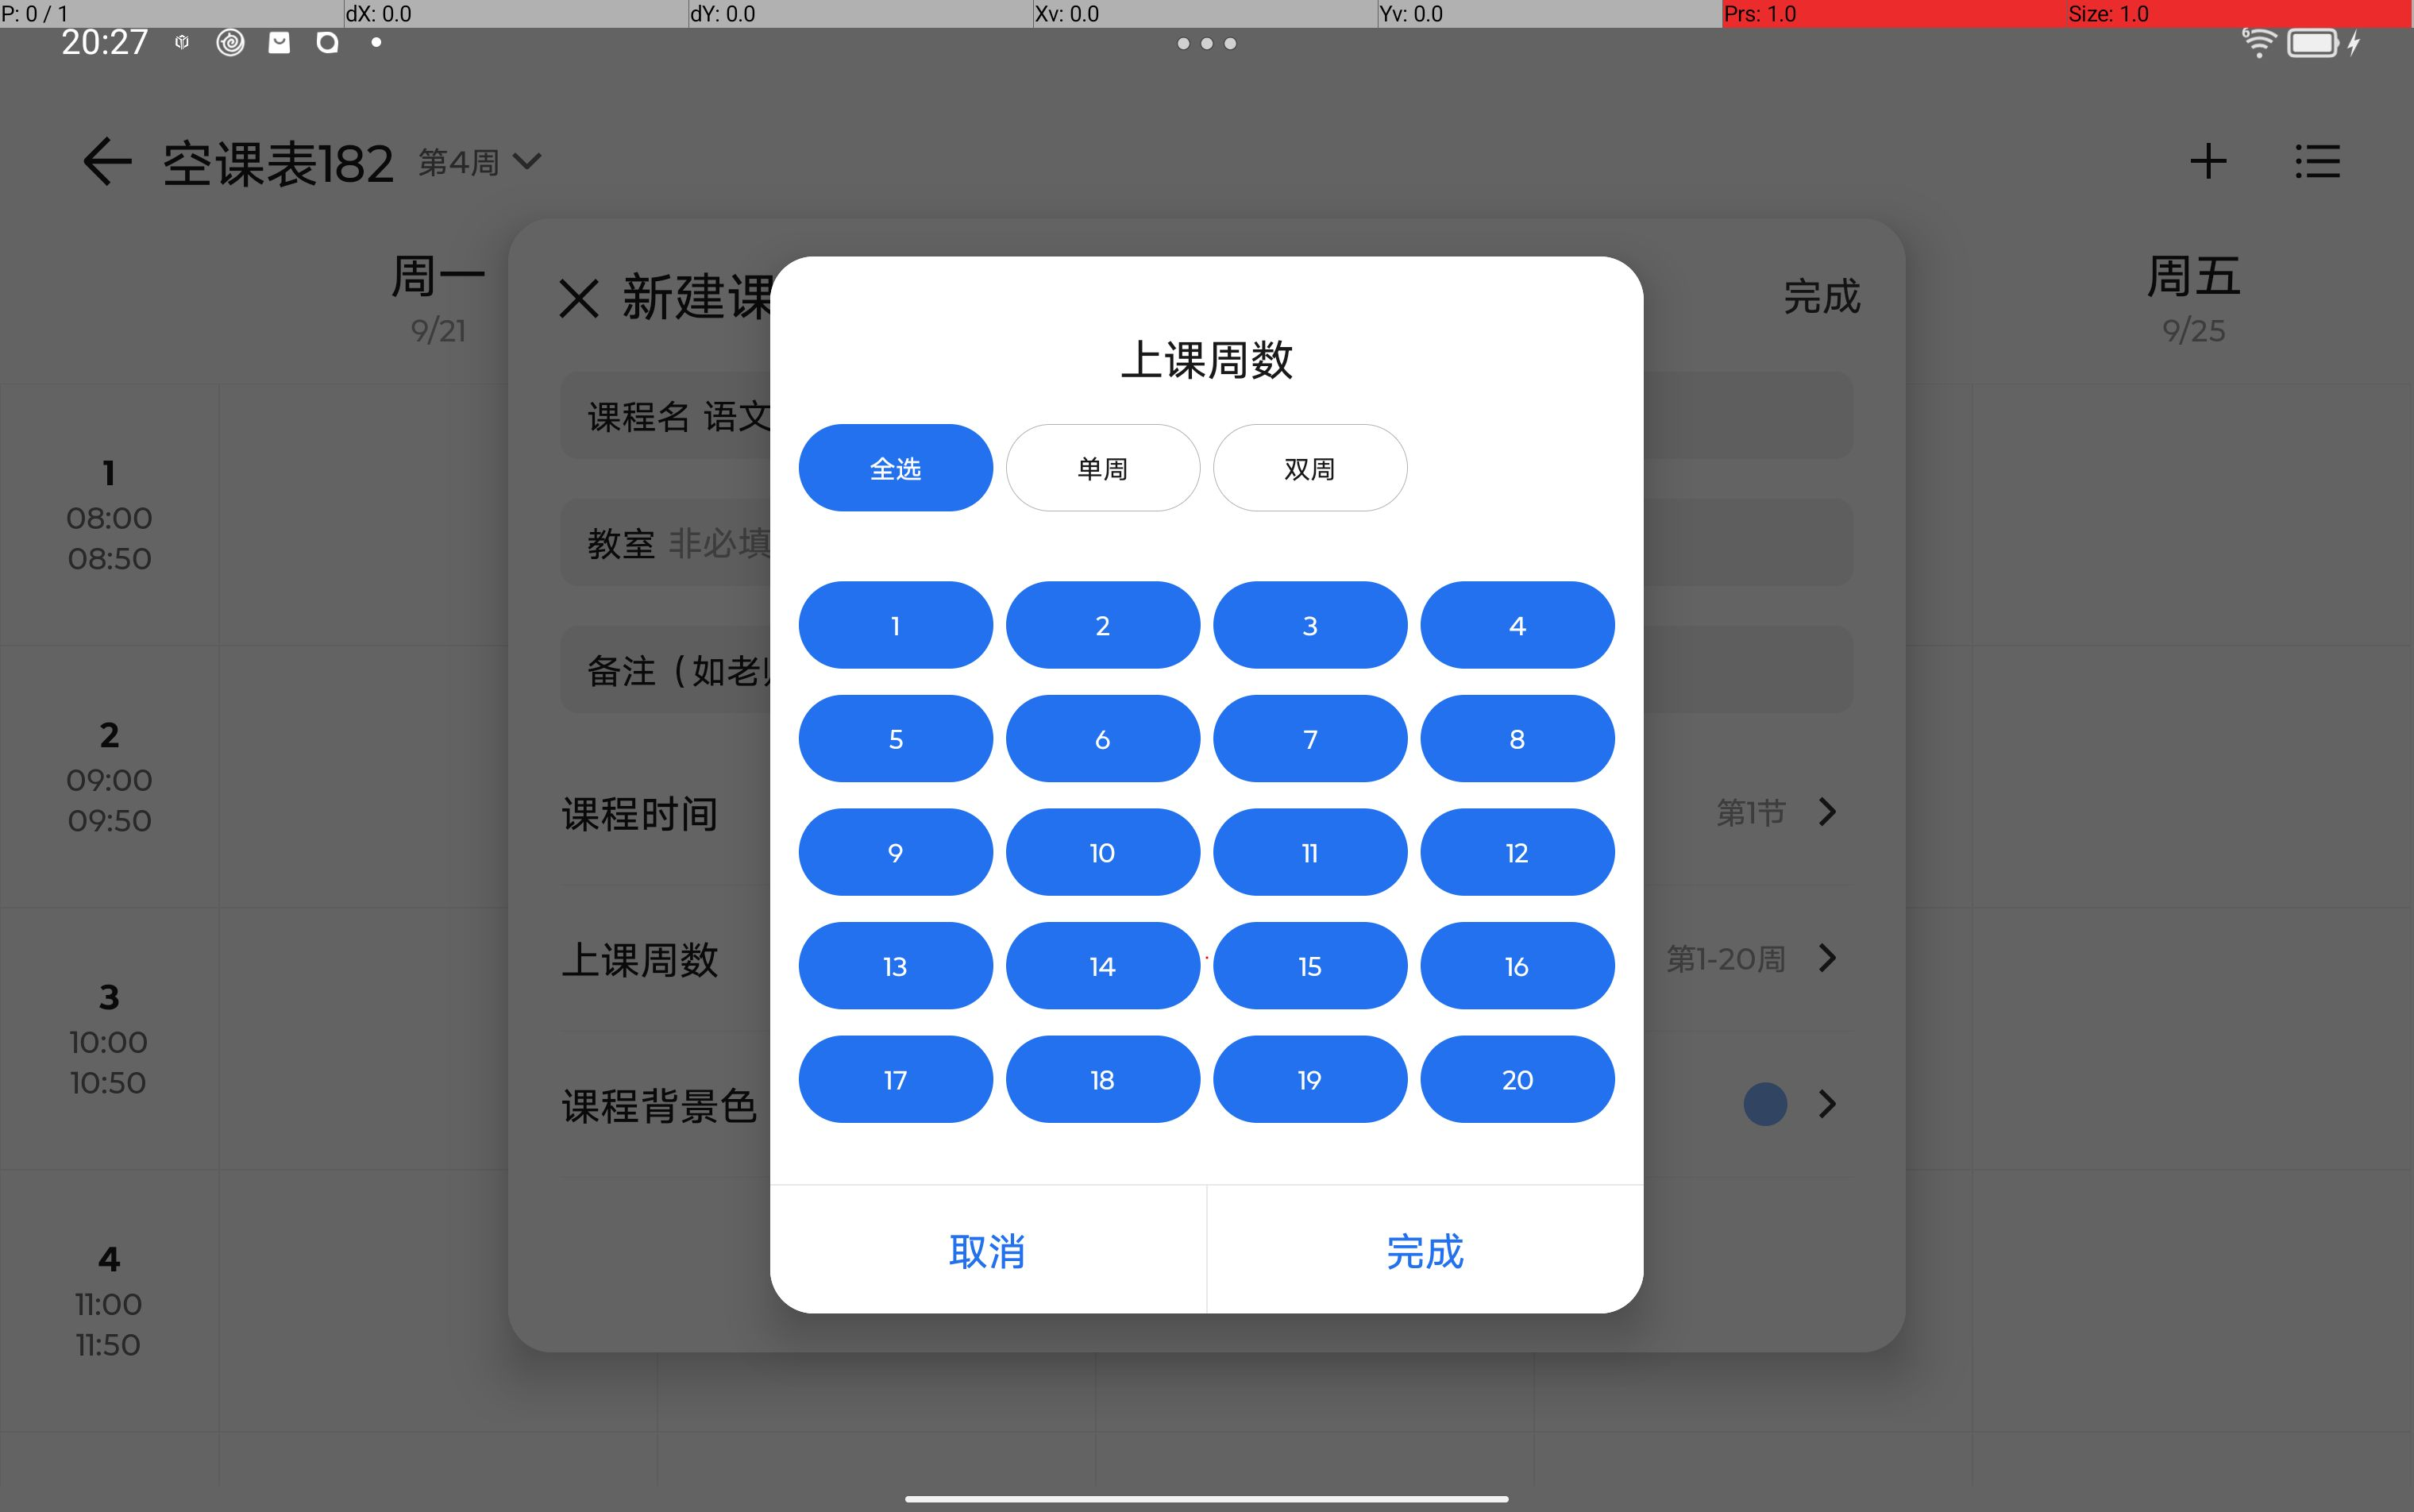 P: 0 / 1 dX: 0.0 dY: 0.0 Xv: 0.0 Yv: 0.0 Prs: 1.0 Size: 1.0
20:27
6
空课表182 第4周
周一
9/21
周五
9/25
1
08:00
08:50
2
09:00
09:50
3
10:00
10:50
4
11:00
11:50
新建课
完成
课程名 语文
教室 非必填
备注（如老
课程时间
第1节
上课周数
第1-20周
课程背景色
上课周数
全选 单周 双周
1 2 3 4
5 6 7 8
9 10 11 12
13 14 15 16
17 18 19 20
取消 完成